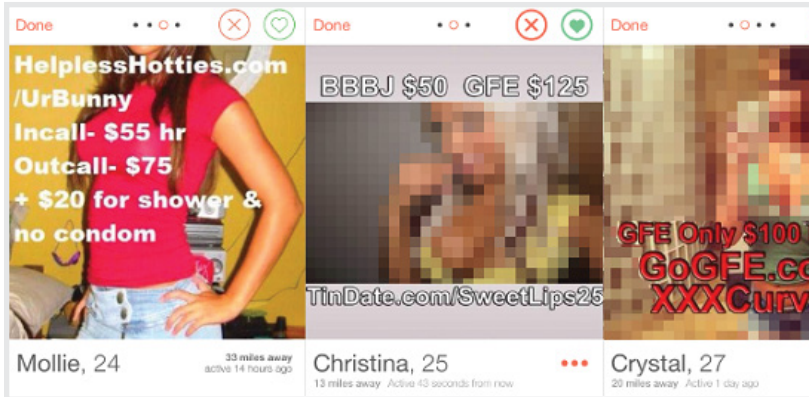 Done
HelplessHotties.com
/UrBunny
Incall- $55 hr
Outcall- $75
+ $20 for shower &
no condom
Mollie, 24
33 miles away
active 14 hours ago
Done
BBBJ $50 GFE $125
TinDate.com/SweetLips25
Christina, 25
13 miles away Active 43 seconds from now
GFE Only $100
GoGFE.co
XXXCurv
Crystal, 27
20 miles away Active 1 day ago